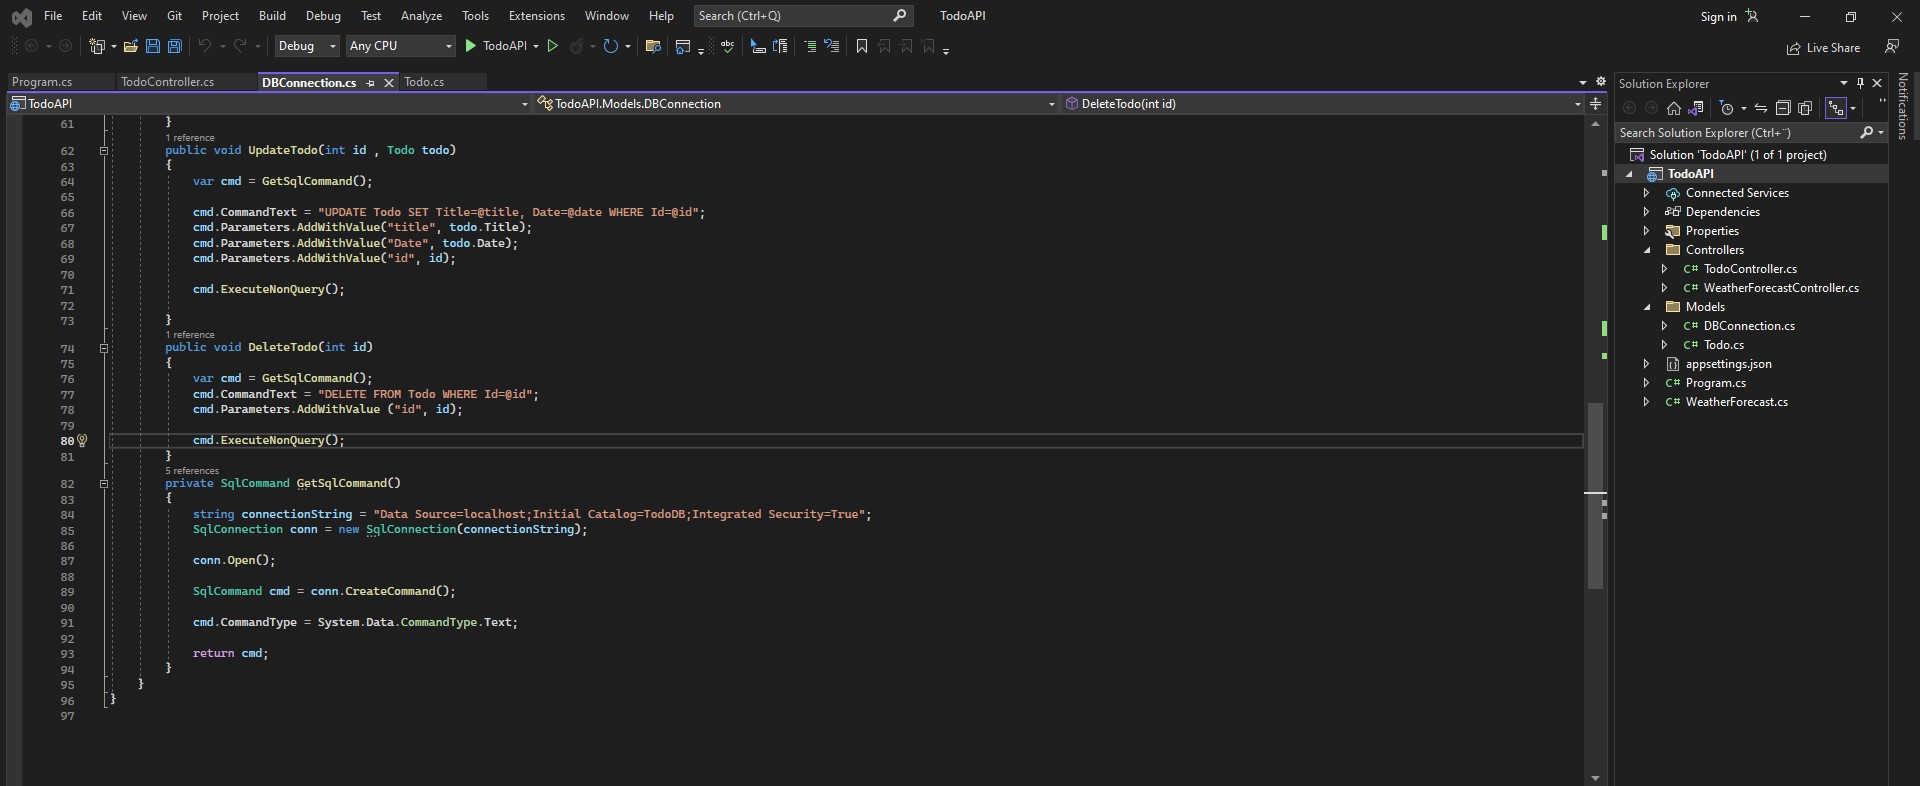 File Edit View Git Project Build Debug Test Analyze Tools Extensions Window Help Search (Ctrl+Q) TodoAPI Sign in
Debug Any CPU TodoAPI Live Share
Program.cs TodoController.cs DBConnection.cs Todo.cs
TodoAPI TodoAPI.Models.DBConnection DeleteTodo(int id)
61 }
1 reference
62 public void UpdateTodo(int id , Todo todo)
63 {
64 var cmd = GetSqlCommand();
65
66 cmd.CommandText = "UPDATE Todo SET Title=@title, Date=@date WHERE Id=@id";
67 cmd.Parameters.AddWithValue("title", todo.Title);
68 cmd.Parameters.AddWithValue("Date", todo.Date);
69 cmd.Parameters.AddWithValue("id", id);
70
71 cmd.ExecuteNonQuery();
72
73 }
1 reference
74 public void DeleteTodo(int id)
75 {
76 var cmd = GetSqlCommand();
77 cmd.CommandText = "DELETE FROM Todo WHERE Id=@id";
78 cmd.Parameters.AddWithValue ("id", id);
79
80 cmd.ExecuteNonQuery();
81 }
5 references
82 private SqlCommand GetSqlCommand()
83 {
84 string connectionString = "Data Source=localhost;Initial Catalog=TodoDB;Integrated Security=True";
85 SqlConnection conn = new SqlConnection(connectionString);
86
87 conn.Open();
88
89 SqlCommand cmd = conn.CreateCommand();
90
91 cmd.CommandType = System.Data.CommandType.Text;
92
93 return cmd;
94 }
95 }
96 }
97
Solution Explorer
Search Solution Explorer (Ctrl+¨)
Solution 'TodoAPI' (1 of 1 project)
TodoAPI
Connected Services
Dependencies
Properties
Controllers
C# TodoController.cs
C# WeatherForecastController.cs
Models
C# DBConnection.cs
C# Todo.cs
appsettings.json
C# Program.cs
C# WeatherForecast.cs
Notifications